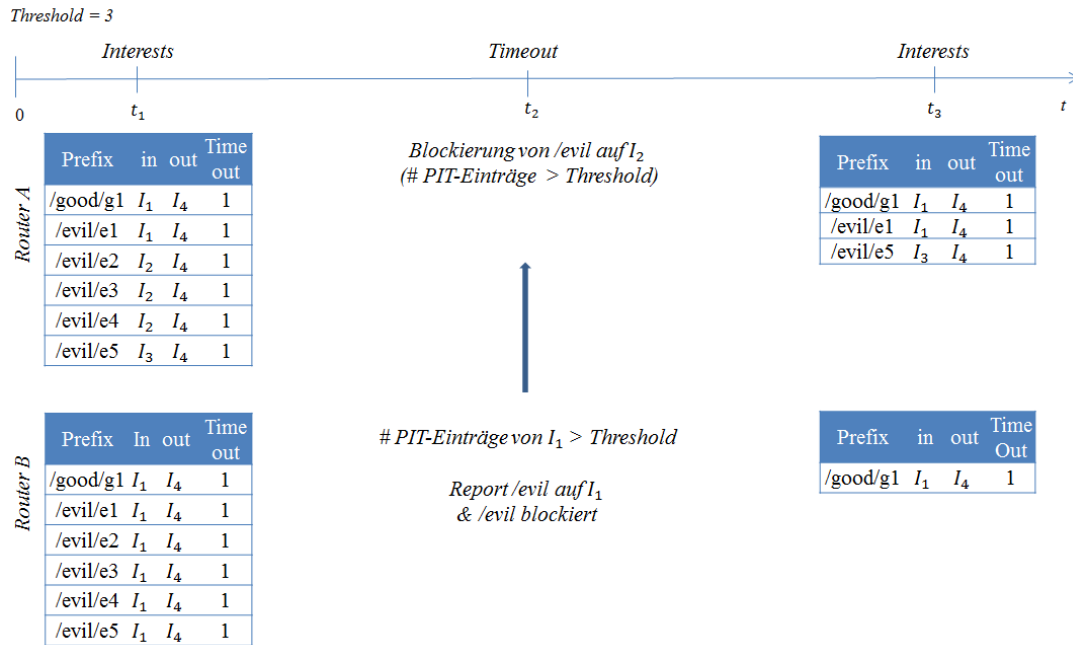 Threshold = 3
Interests Timeout Interests
0 t₁ t₂ t₃ t
Router A
Prefix in out Time out
/good/g1 I₁ I₄ 1
/evil/e1 I₁ I₄ 1
/evil/e2 I₂ I₄ 1
/evil/e3 I₂ I₄ 1
/evil/e4 I₂ I₄ 1
/evil/e5 I₃ I₄ 1
Blockierung von /evil auf I₂
(# PIT-Einträge > Threshold)
Prefix in out Time out
/good/g1 I₁ I₄ 1
/evil/e1 I₁ I₄ 1
/evil/e5 I₃ I₄ 1
Router B
Prefix In out Time out
/good/g1 I₁ I₄ 1
/evil/e1 I₁ I₄ 1
/evil/e2 I₁ I₄ 1
/evil/e3 I₁ I₄ 1
/evil/e4 I₁ I₄ 1
/evil/e5 I₁ I₄ 1
# PIT-Einträge von I₁ > Threshold
Report /evil auf I₁
& /evil blockiert
Prefix in out Time Out
/good/g1 I₁ I₄ 1